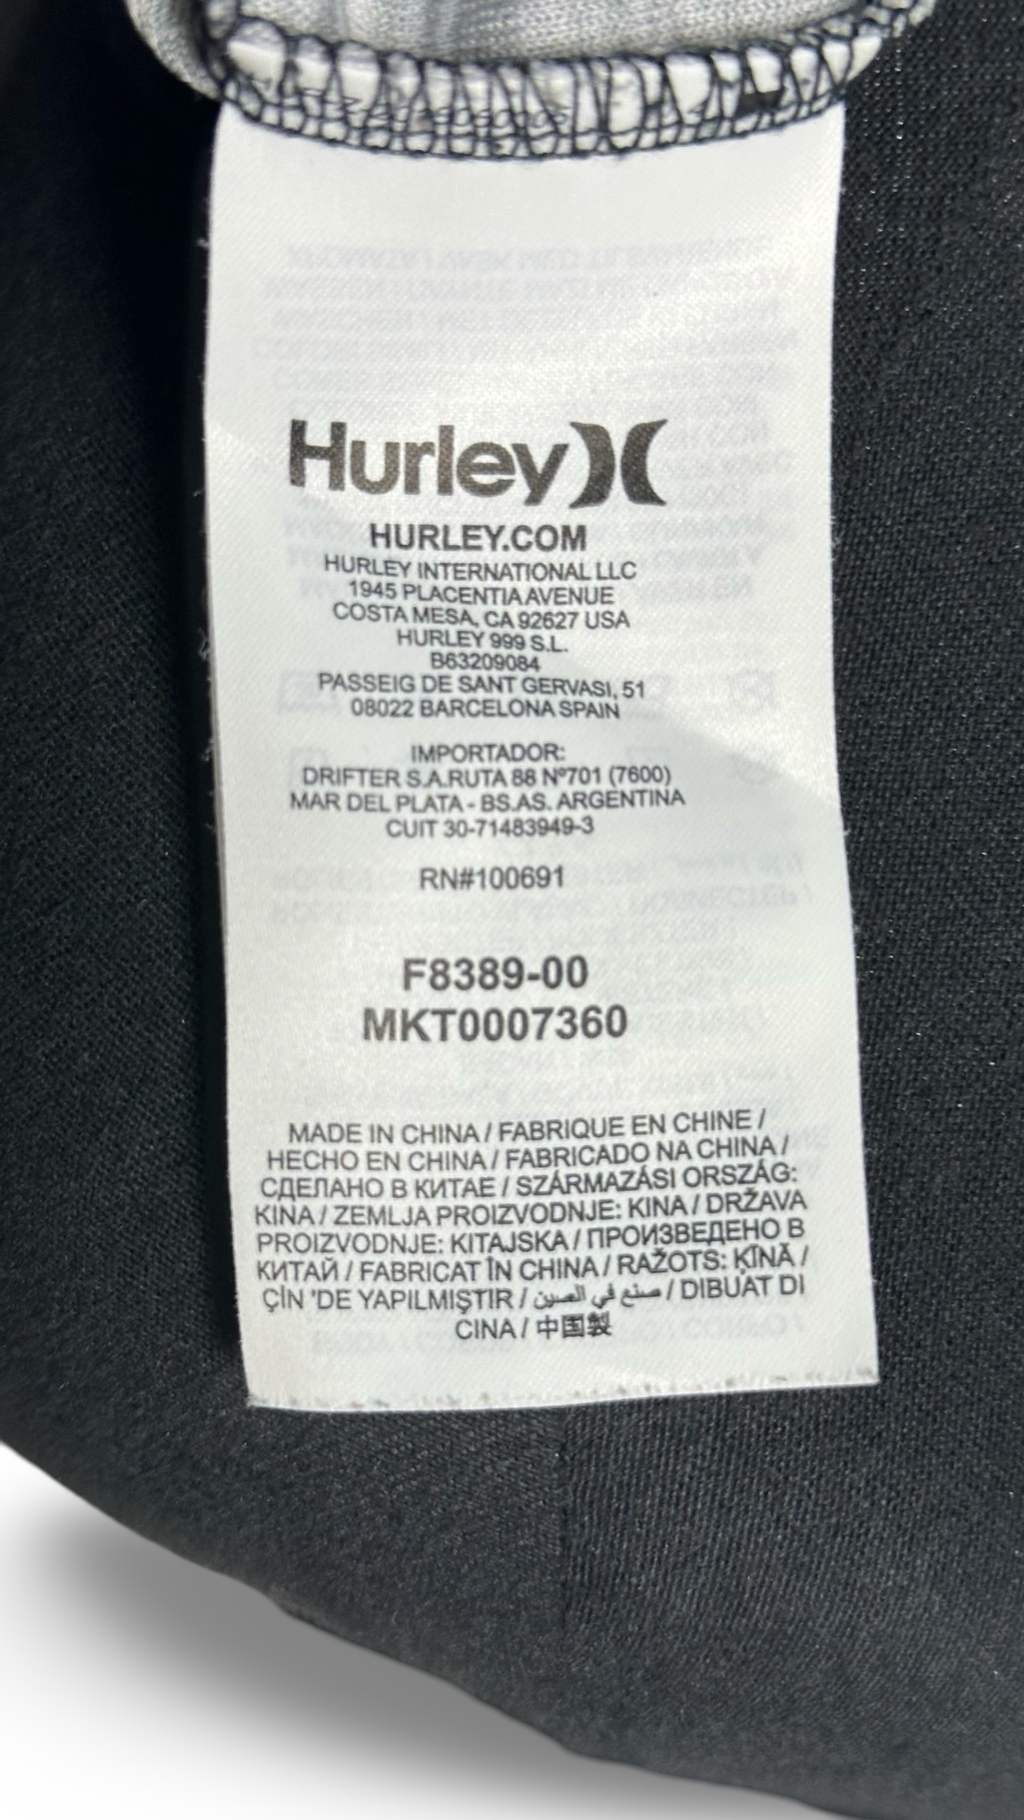 Hurley
HURLEY.COM
HURLEY INTERNATIONAL LLC
1945 PLACENTIA AVENUE
COSTA MESA, CA 92627 USA
HURLEY 999 S.L.
B63209084
PASSEIG DE SANT GERVASI, 51
08022 BARCELONA SPAIN
IMPORTADOR:
DRIFTER S.A.RUTA 88 Nº701 (7600)
MAR DEL PLATA - BS.AS. ARGENTINA
CUIT 30-71483949-3
RN#100691
F8389-00
MKT0007360
MADE IN CHINA / FABRIQUE EN CHINE /
HECHO EN CHINA / FABRICADO NA CHINA /
СДЕЛАНО В КИТАЕ / SZÁRMAZÁSI ORSZÁG:
KINA / ZEMLJA PROIZVODNJE: KINA / DRŽAVA
PROIZVODNJE: KITAJSKA / ПРОИЗВЕДЕНО В
КИТАЙ / FABRICAT ÎN CHINA / RAŽOTS: ĶĪNĀ /
ÇİN 'DE YAPILMIŞTIR / صنع في الصين / DIBUAT DI
CINA / 中国製